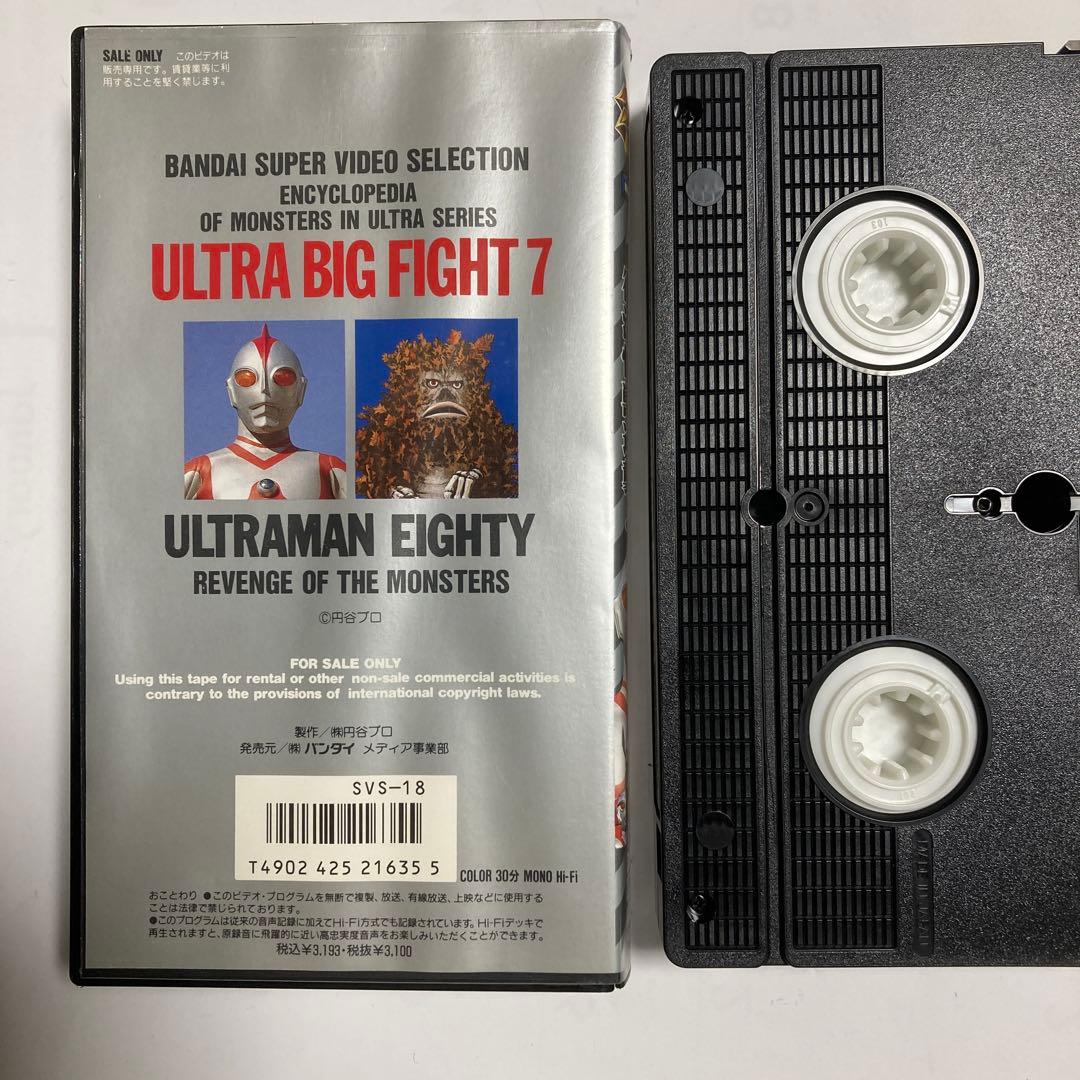 SALE ONLY このビデオは
販売専用です。賃貸業等に利
用することを堅く禁じます。
BANDAI SUPER VIDEO SELECTION
ENCYCLOPEDIA
OF MONSTERS IN ULTRA SERIES
ULTRA BIG FIGHT 7
ULTRAMAN EIGHTY
REVENGE OF THE MONSTERS
©円谷プロ
FOR SALE ONLY
Using this tape for rental or other non-sale commercial activities is
contrary to the provisions of international copyright laws.
製作/㈱円谷プロ
発売元/㈱バンダイ メディア事業部
SVS-18
T4902 425 21635 5
COLOR 30分 MONO Hi-Fi
おことわり ●このビデオ・プログラムを無断で複製、放送、有線放送、上映などに使用する
ことは法律で禁じられております。
●このプログラムは従来の音声記録に加えてHi-Fi方式でも記録されています。Hi-Fiデッキで
再生されますと、原録音に飛躍的に近い高忠実度音声をお楽しみいただくことができます。
税込¥3,193・税抜¥3,100